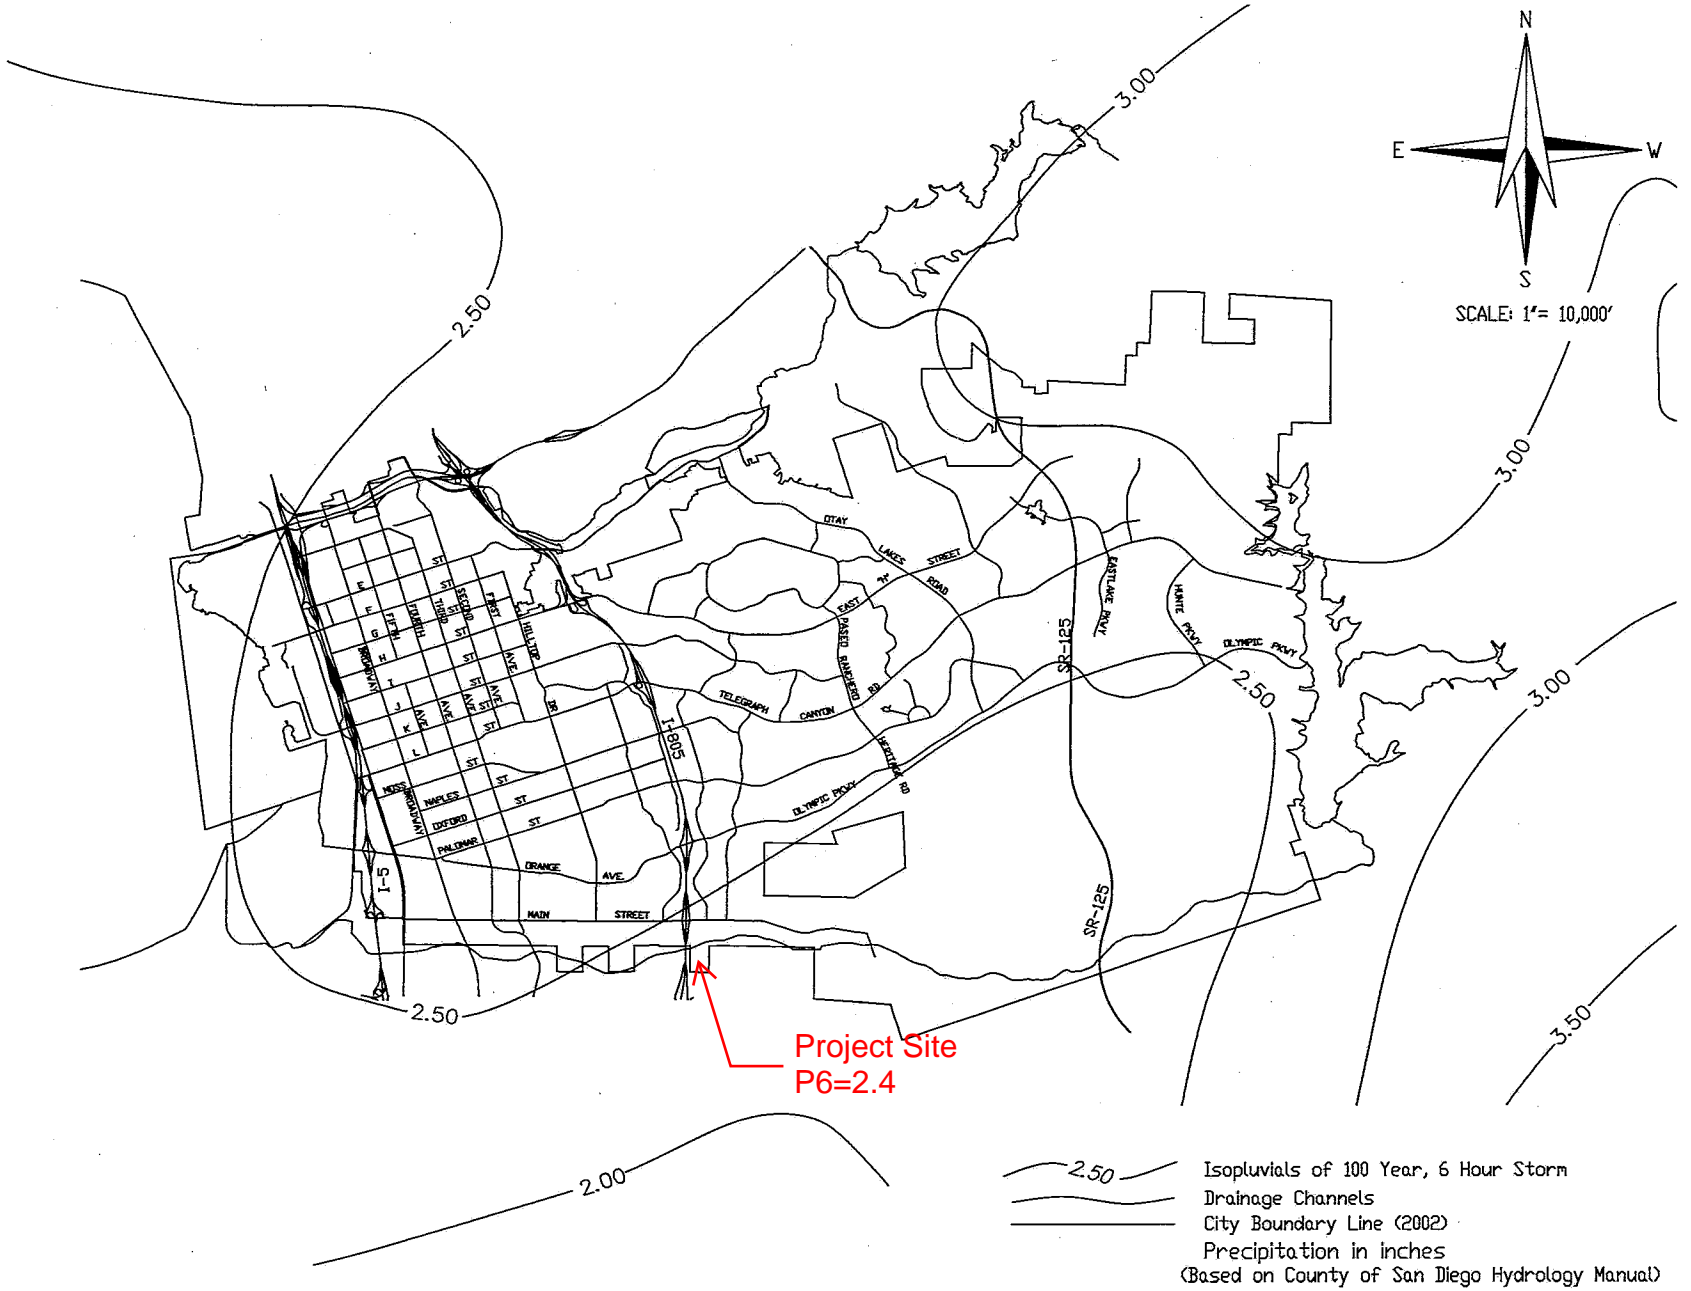 N
3.00
E
W
S
SCALE: 1"= 10,000'
2.50
3.00
OTAY
LAKES
STREET
"H"
ROAD
EAST
PASEO RANCHERO
RD
TELEGRAPH
CANYON
HERITAGE RD
OLYMPIC PKWY
EASTLAKE PKWY
HUNTE
PKWY
OLYMPIC PKWY
SR-125
2.50
3.00
ST
E
ST
SECOND
FIRST
F
FIFTH
FOURTH
THIRD
ST
G
ST
HILLTOP
H
BROADWAY
ST
AVE.
I
ST
J
AVE.
AVE.
AVE.
AVE.
ST
DR
K
ST
L
I-805
MOSS
ST
NAPLES
ST
BROADWAY
OXFORD
ST
PALOMAR
ST
ORANGE
AVE.
I-5
MAIN
STREET
SR-125
2.50
3.50
Project Site
P6=2.4
2.00
2.50
Isopluvials of 100 Year, 6 Hour Storm
Drainage Channels
City Boundary Line (2002)
Precipitation in inches
(Based on County of San Diego Hydrology Manual)